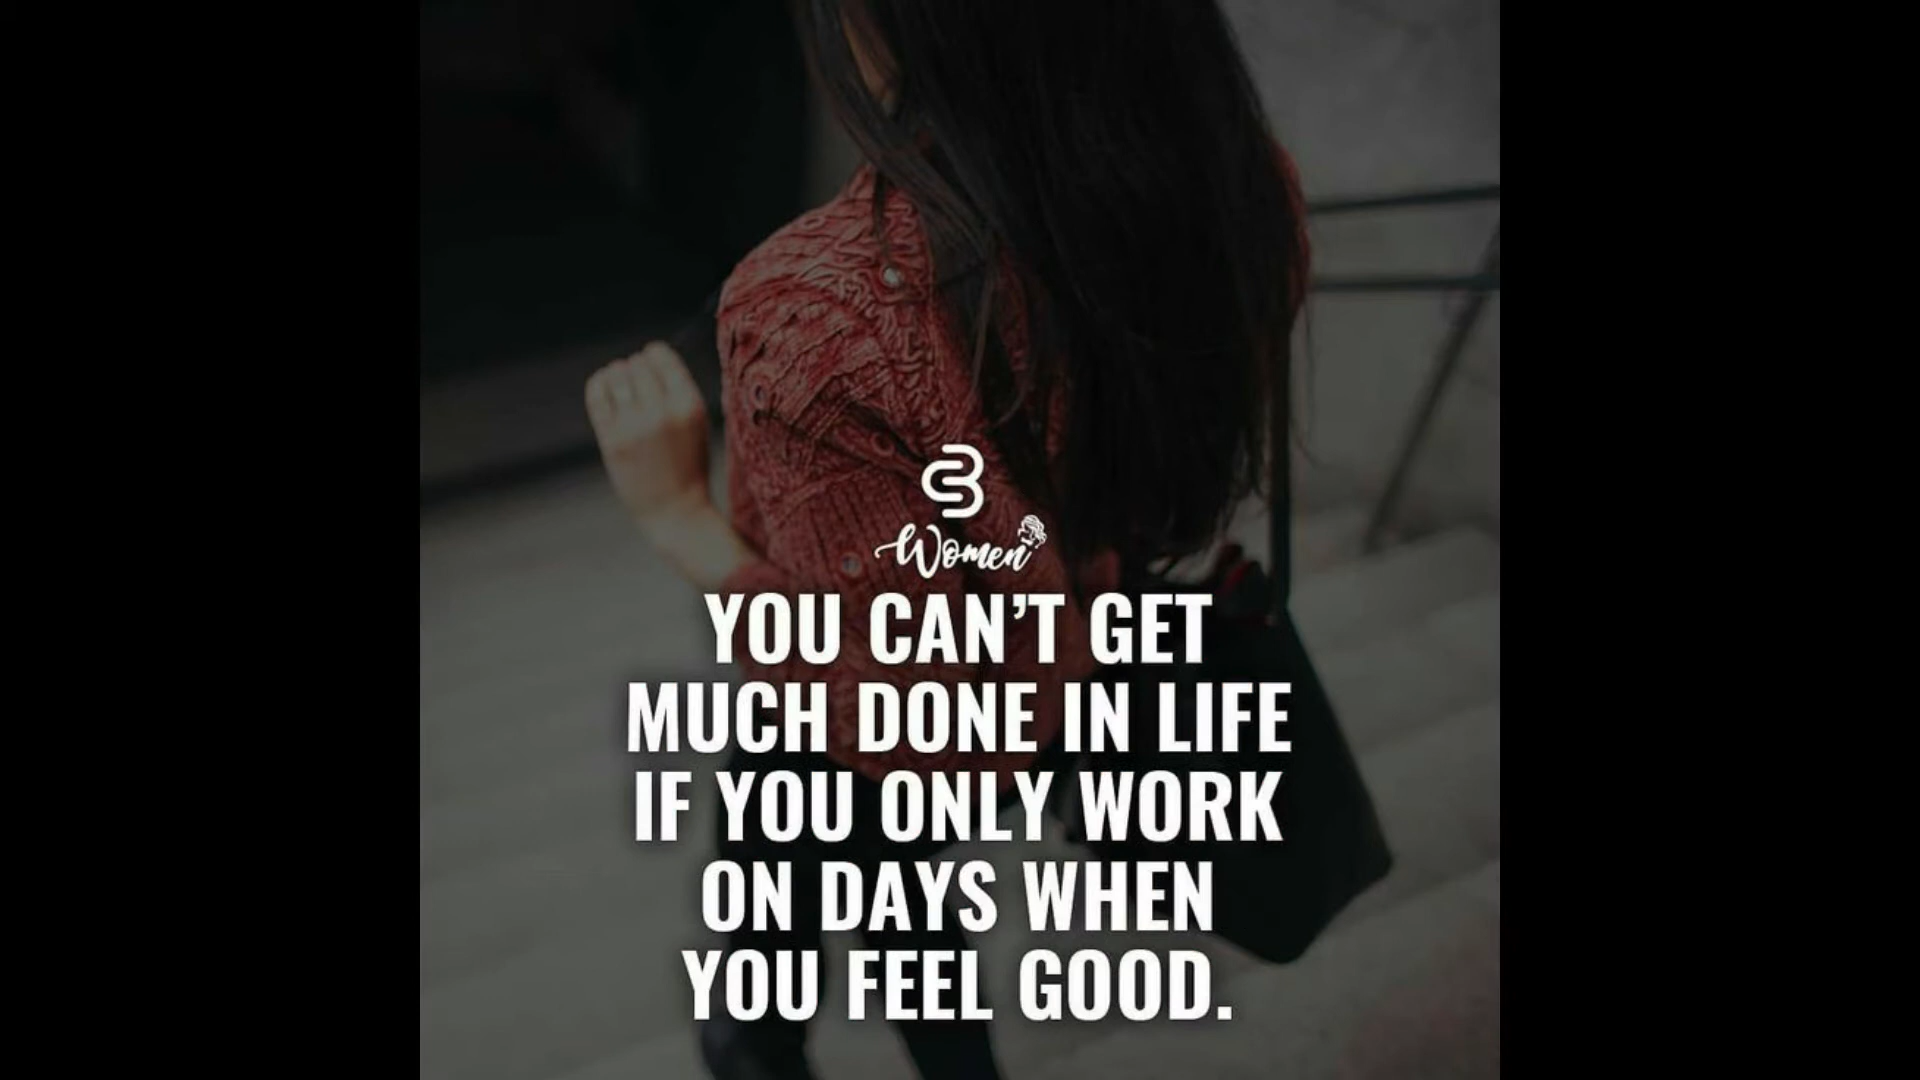 Women
YOU CAN'T GET
MUCH DONE IN LIFE
IF YOU ONLY WORK
ON DAYS WHEN
YOU FEEL GOOD.